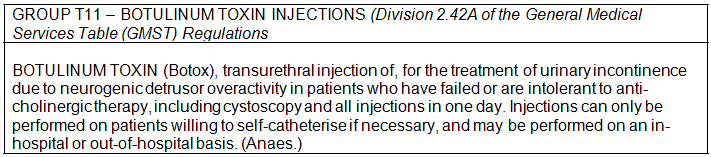 GROUP T11 – BOTULINUM TOXIN INJECTIONS (Division 2.42A of the General Medical
Services Table (GMST) Regulations
BOTULINUM TOXIN (Botox), transurethral injection of, for the treatment of urinary incontinence
due to neurogenic detrusor overactivity in patients who have failed or are intolerant to anti-
cholinergic therapy, including cystoscopy and all injections in one day. Injections can only be
performed on patients willing to self-catheterise if necessary, and may be performed on an in-
hospital or out-of-hospital basis. (Anaes.)